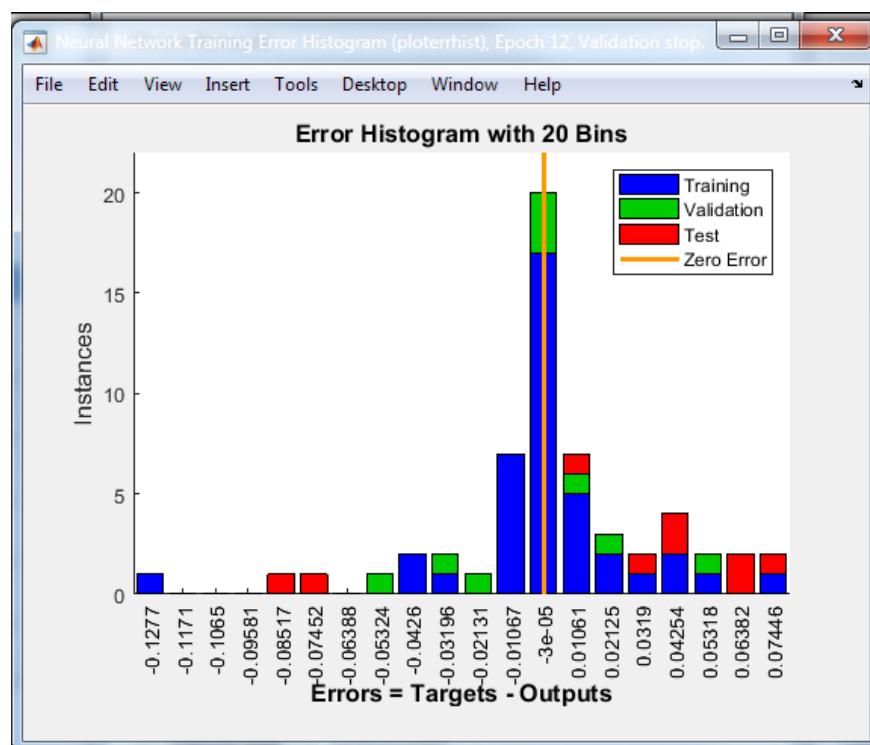 Neural Network Training Error Histogram (ploterrhist), Epoch 12, Validation stop.
File Edit View Insert Tools Desktop Window Help
Error Histogram with 20 Bins
Training
Validation
Test
Zero Error
20
15
10
5
0
Instances
-0.1277
-0.1171
-0.1065
-0.09581
-0.08517
-0.07452
-0.06388
-0.05324
-0.0426
-0.03196
-0.02131
-0.01067
-3e-05
0.01061
0.02125
0.0319
0.04254
0.05318
0.06382
0.07446
Errors = Targets - Outputs